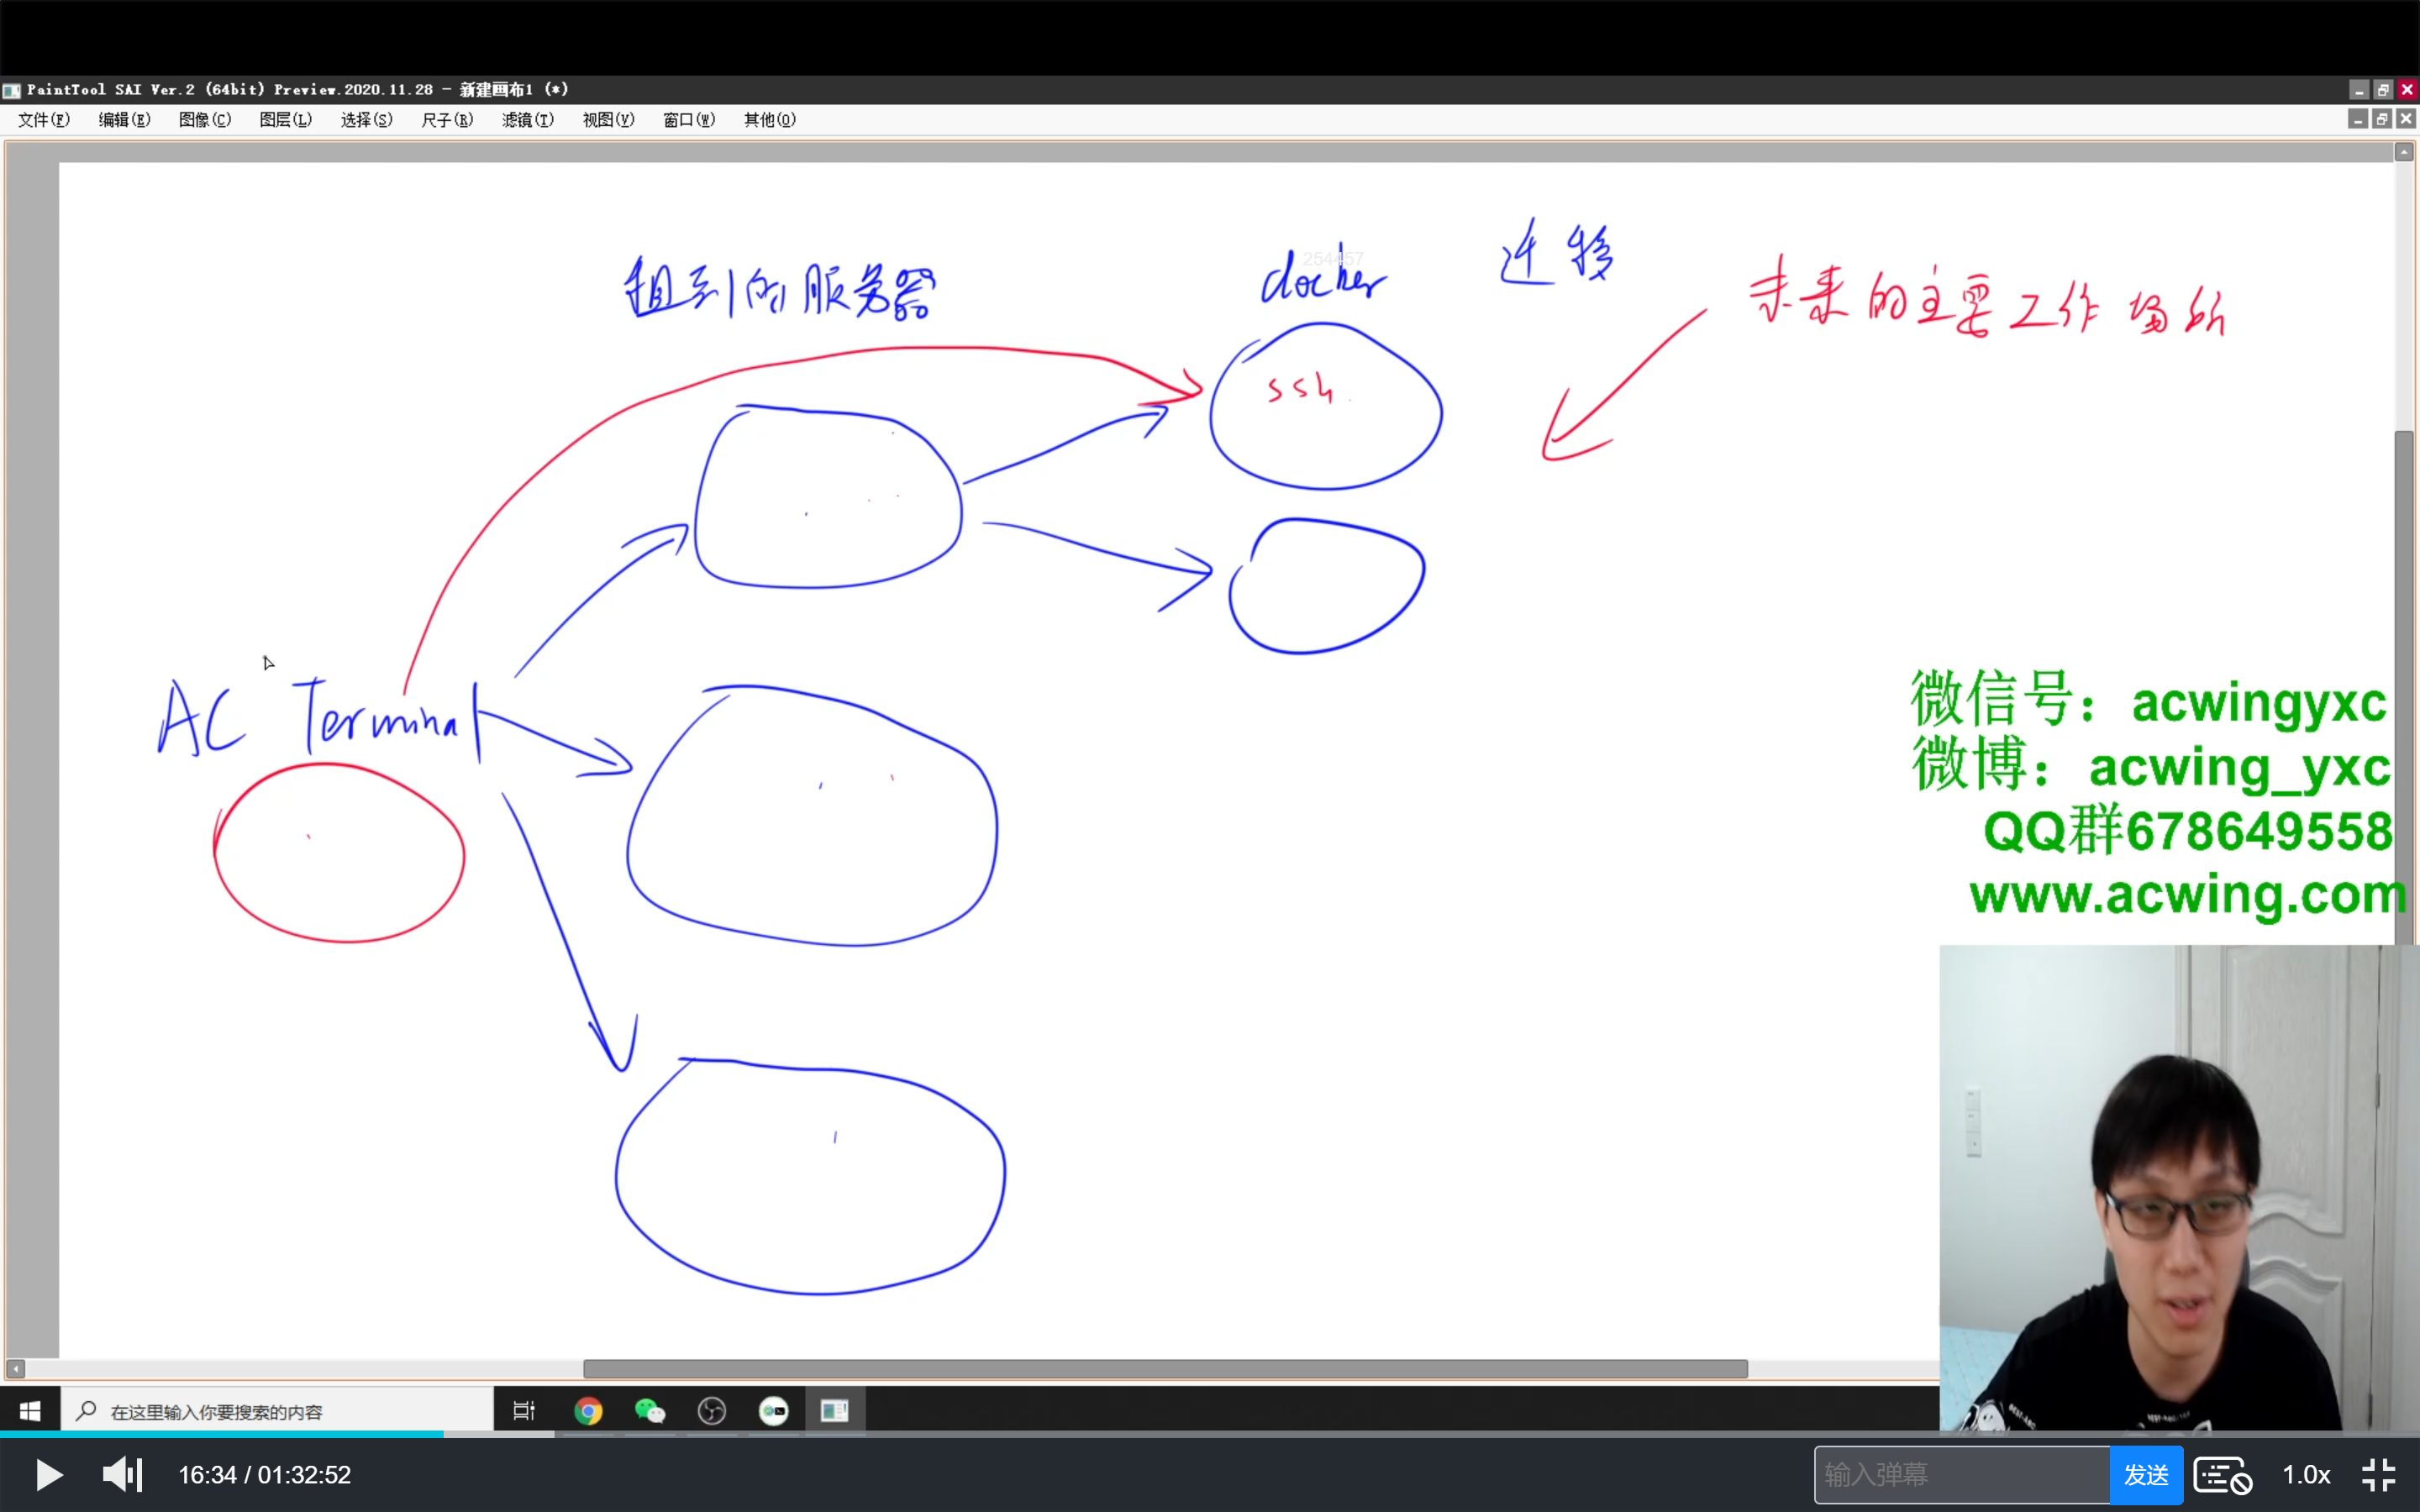 PaintTool SAI Ver.2 (64bit) Preview.2020.11.28 - 新建画布1 (*)
文件(F) 编辑(E) 图像(C) 图层(L) 选择(S) 尺子(R) 滤镜(T) 视图(V) 窗口(W) 其他(O)
租到的服务器
docker
254457
迁移
未来的主要工作场所
ssh
AC Terminal
微信号：acwingyxc
微博：acwing_yxc
QQ群678649558
www.acwing.com
在这里输入你要搜索的内容
16:34 / 01:32:52
输入弹幕
发送
1.0x